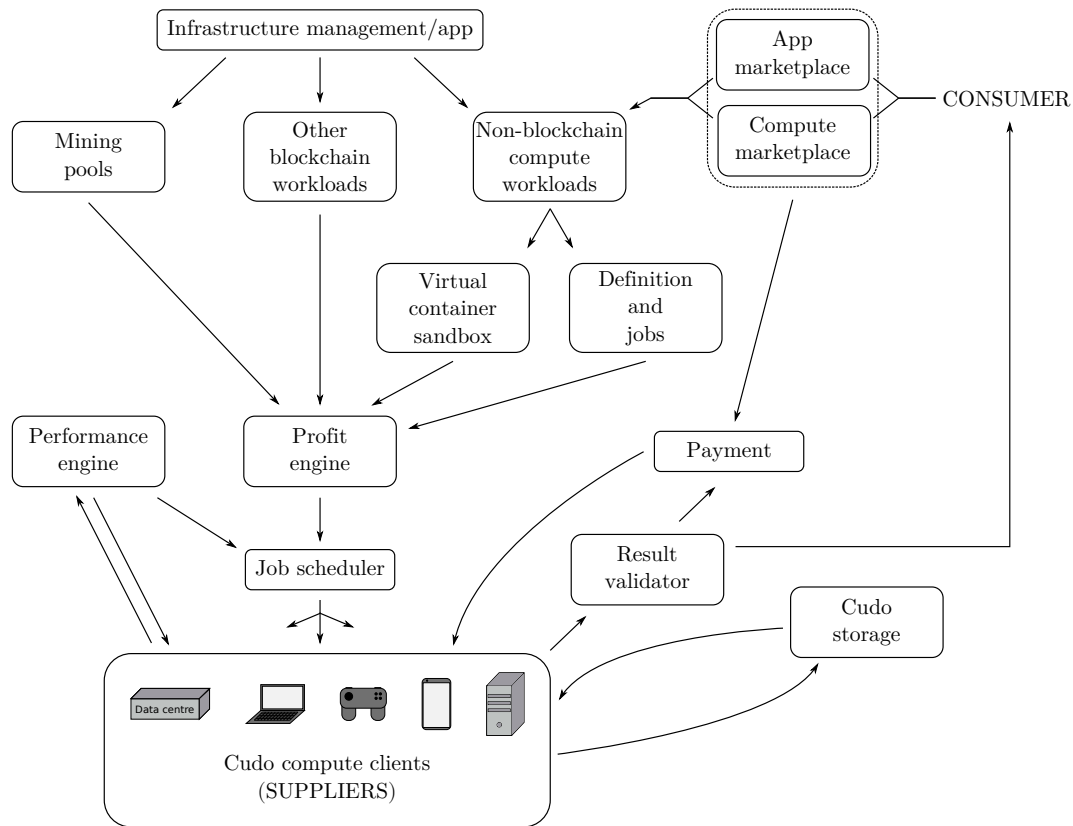 Infrastructure management/app
App
marketplace
Compute
marketplace
CONSUMER
Mining
pools
Other
blockchain
workloads
Non-blockchain
compute
workloads
Virtual
container
sandbox
Definition
and
jobs
Performance
engine
Profit
engine
Payment
Job scheduler
Result
validator
Cudo
storage
Data centre
Cudo compute clients
(SUPPLIERS)